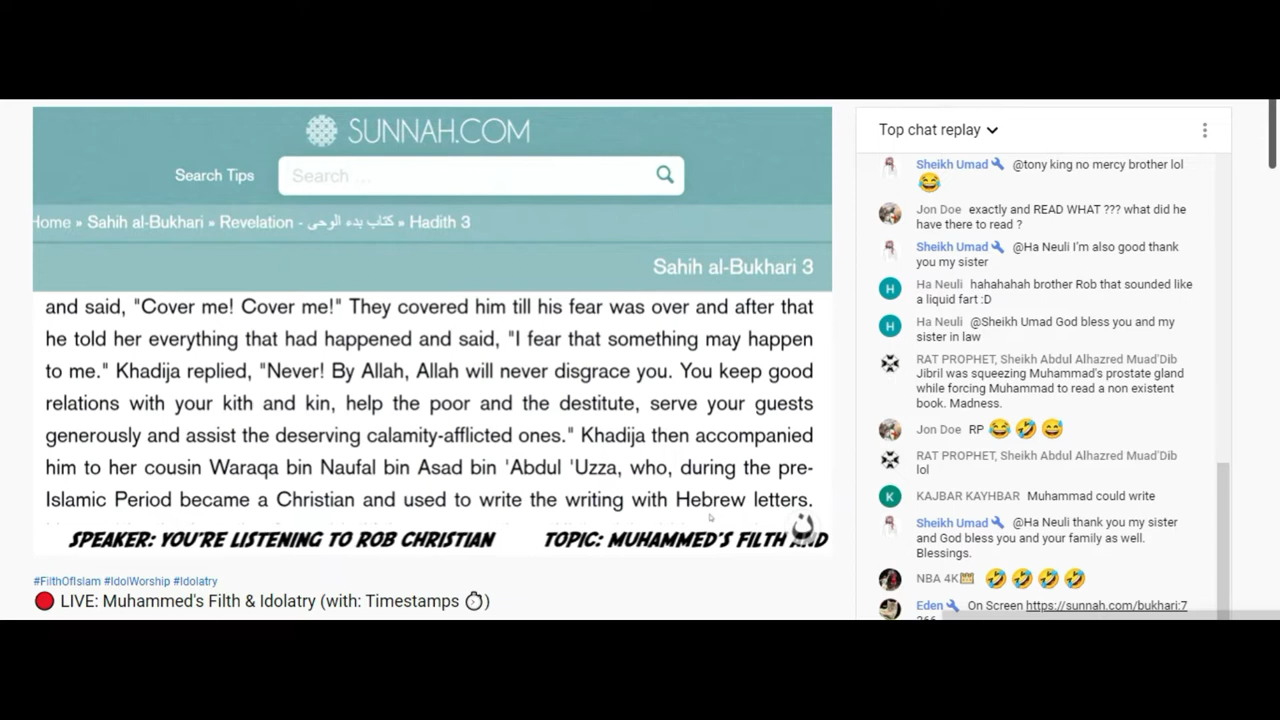 SUNNAH.COM
Search Tips
Search ...
Home » Sahih al-Bukhari » Revelation - كتاب بدء الوحى » Hadith 3
Sahih al-Bukhari 3
and said, "Cover me! Cover me!" They covered him till his fear was over and after that
he told her everything that had happened and said, "I fear that something may happen
to me." Khadija replied, "Never! By Allah, Allah will never disgrace you. You keep good
relations with your kith and kin, help the poor and the destitute, serve your guests
generously and assist the deserving calamity-afflicted ones." Khadija then accompanied
him to her cousin Waraqa bin Naufal bin Asad bin 'Abdul 'Uzza, who, during the pre-
Islamic Period became a Christian and used to write the writing with Hebrew letters.
ن
SPEAKER: YOU'RE LISTENING TO ROB CHRISTIAN TOPIC: MUHAMMED'S FILTH AND
#FilthOfIslam #IdolWorship #Idolatry
LIVE: Muhammed's Filth & Idolatry (with: Timestamps ⏱)
Top chat replay
Sheikh Umad @tony king no mercy brother lol
😂
Jon Doe exactly and READ WHAT ??? what did he
have there to read ?
Sheikh Umad @Ha Neuli I'm also good thank
you my sister
H Ha Neuli hahahahah brother Rob that sounded like
a liquid fart :D
H Ha Neuli @Sheikh Umad God bless you and my
sister in law
RAT PROPHET, Sheikh Abdul Alhazred Muad'Dib
Jibril was squeezing Muhammad's prostate gland
while forcing Muhammad to read a non existent
book. Madness.
Jon Doe RP 😂 🤣 😅
RAT PROPHET, Sheikh Abdul Alhazred Muad'Dib
lol
K KAJBAR KAYHBAR Muhammad could write
Sheikh Umad @Ha Neuli thank you my sister
and God bless you and your family as well.
Blessings.
NBA 4K👑 🤣 🤣 🤣 🤣
Eden On Screen https://sunnah.com/bukhari:7